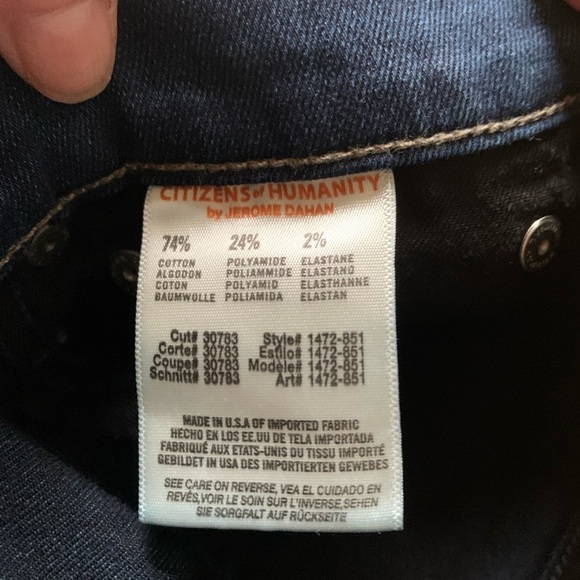 CITIZENS of HUMANITY
by JEROME DAHAN
74% 24% 2%
COTTON POLYAMIDE ELASTANE
ALGODON POLIAMMIDE ELASTANO
COTON POLYAMID ELASTHANNE
BAUMWOLLE POLIAMIDA ELASTAN
Cut# 30783 Style# 1472-851
Corte# 30783 Estilo# 1472-851
Coupe# 30783 Modèle# 1472-851
Schnitt# 30783 Art# 1472-851
MADE IN U.S.A OF IMPORTED FABRIC
HECHO EN LOS EE.UU DE TELA IMPORTADA
FABRIQUÉ AUX ETATS-UNIS DU TISSU IMPORTÉ
GEBILDET IN USA DES IMPORTIERTEN GEWEBES
SEE CARE ON REVERSE, VEA EL CUIDADO EN
REVÉS,VOIR LE SOIN SUR L'INVERSE,SEHEN
SIE SORGFALT AUF RÜCKSEITE